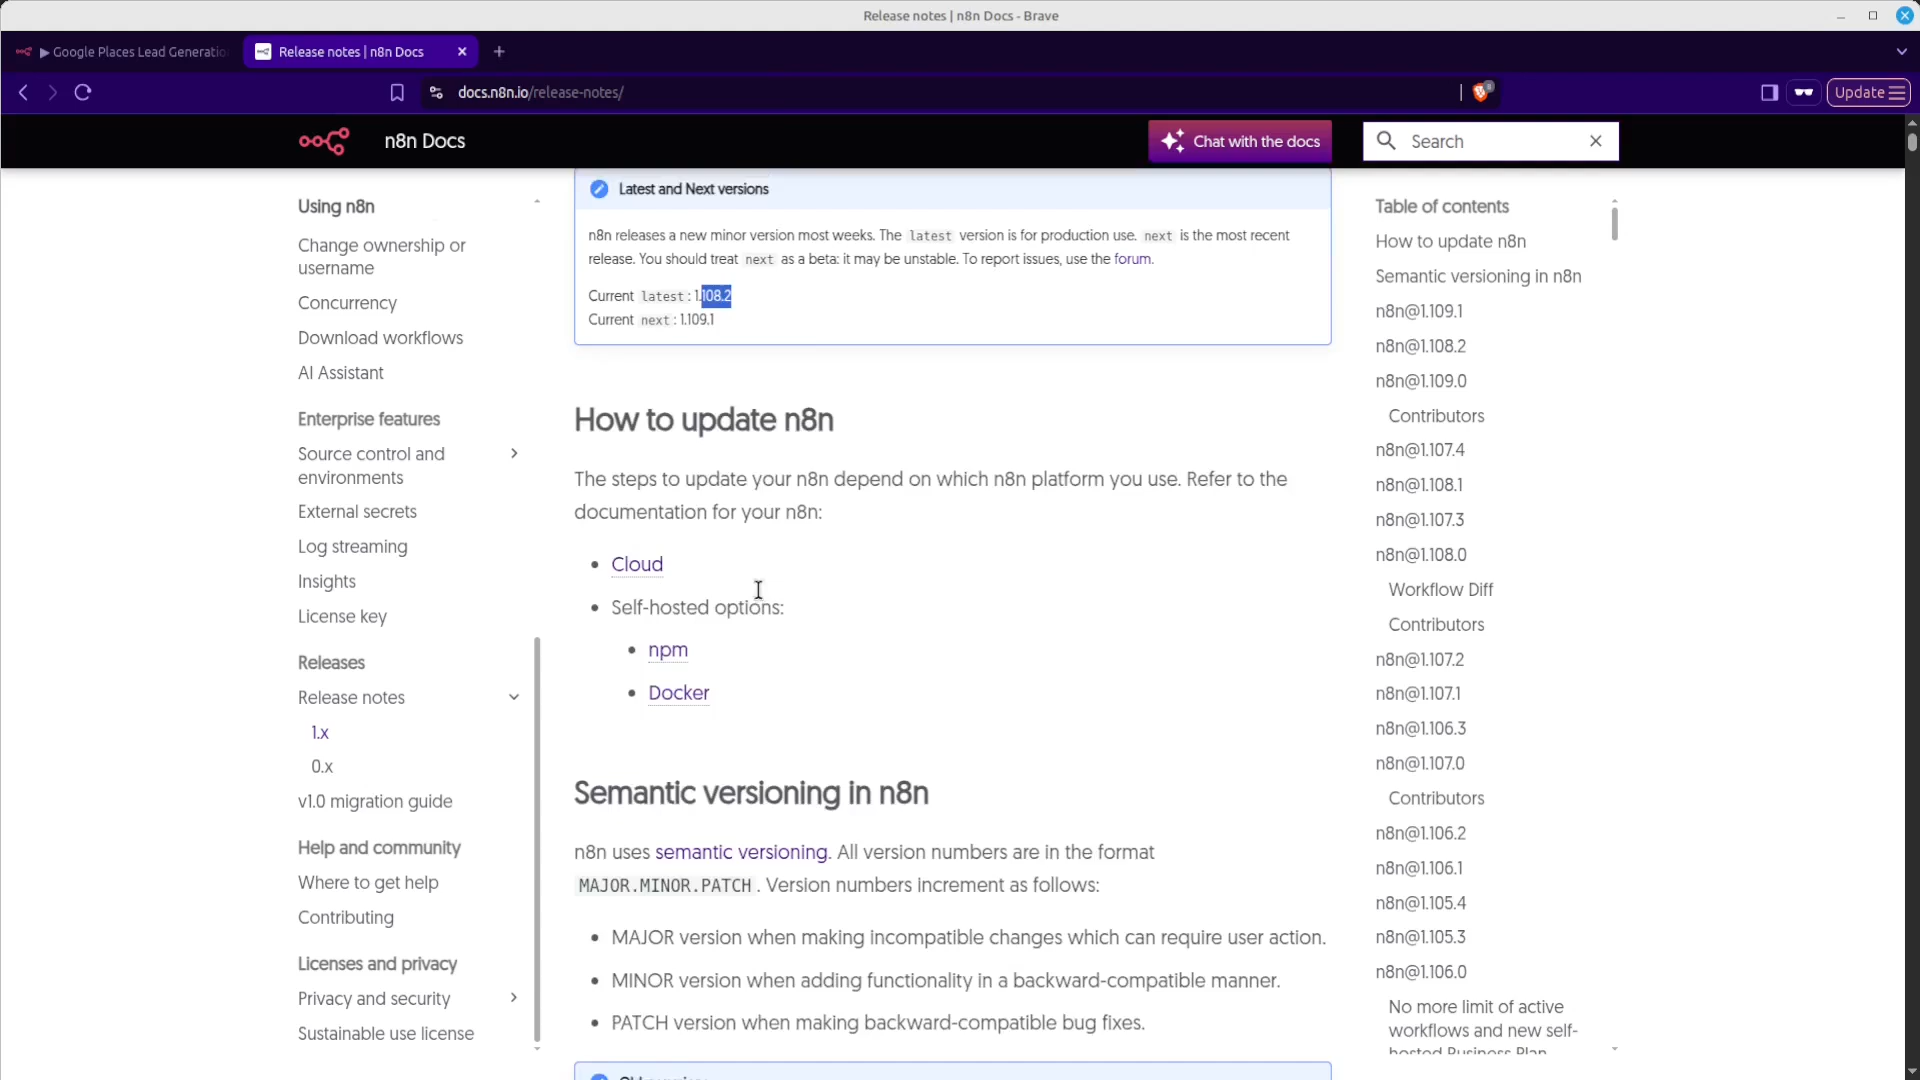 Release notes | n8n Docs - Brave
▶ Google Places Lead Generatio
Release notes | n8n Docs
docs.n8n.io/release-notes/
Update
n8n Docs
Chat with the docs
Search
Using n8n
Change ownership or
username
Concurrency
Download workflows
AI Assistant
Enterprise features
Source control and
environments
External secrets
Log streaming
Insights
License key
Releases
Release notes
1.x
0.x
v1.0 migration guide
Help and community
Where to get help
Contributing
Licenses and privacy
Privacy and security
Sustainable use license
Latest and Next versions
n8n releases a new minor version most weeks. The latest version is for production use. next is the most recent
release. You should treat next as a beta: it may be unstable. To report issues, use the forum.
Current latest: 1.108.2
Current next: 1.109.1
How to update n8n
The steps to update your n8n depend on which n8n platform you use. Refer to the
documentation for your n8n:
• Cloud
• Self-hosted options:
• npm
• Docker
Semantic versioning in n8n
n8n uses semantic versioning. All version numbers are in the format
MAJOR.MINOR.PATCH. Version numbers increment as follows:
• MAJOR version when making incompatible changes which can require user action.
• MINOR version when adding functionality in a backward-compatible manner.
• PATCH version when making backward-compatible bug fixes.
Table of contents
How to update n8n
Semantic versioning in n8n
n8n@1.109.1
n8n@1.108.2
n8n@1.109.0
Contributors
n8n@1.107.4
n8n@1.108.1
n8n@1.107.3
n8n@1.108.0
Workflow Diff
Contributors
n8n@1.107.2
n8n@1.107.1
n8n@1.106.3
n8n@1.107.0
Contributors
n8n@1.106.2
n8n@1.106.1
n8n@1.105.4
n8n@1.105.3
n8n@1.106.0
No more limit of active
workflows and new self-
hosted Business Plan